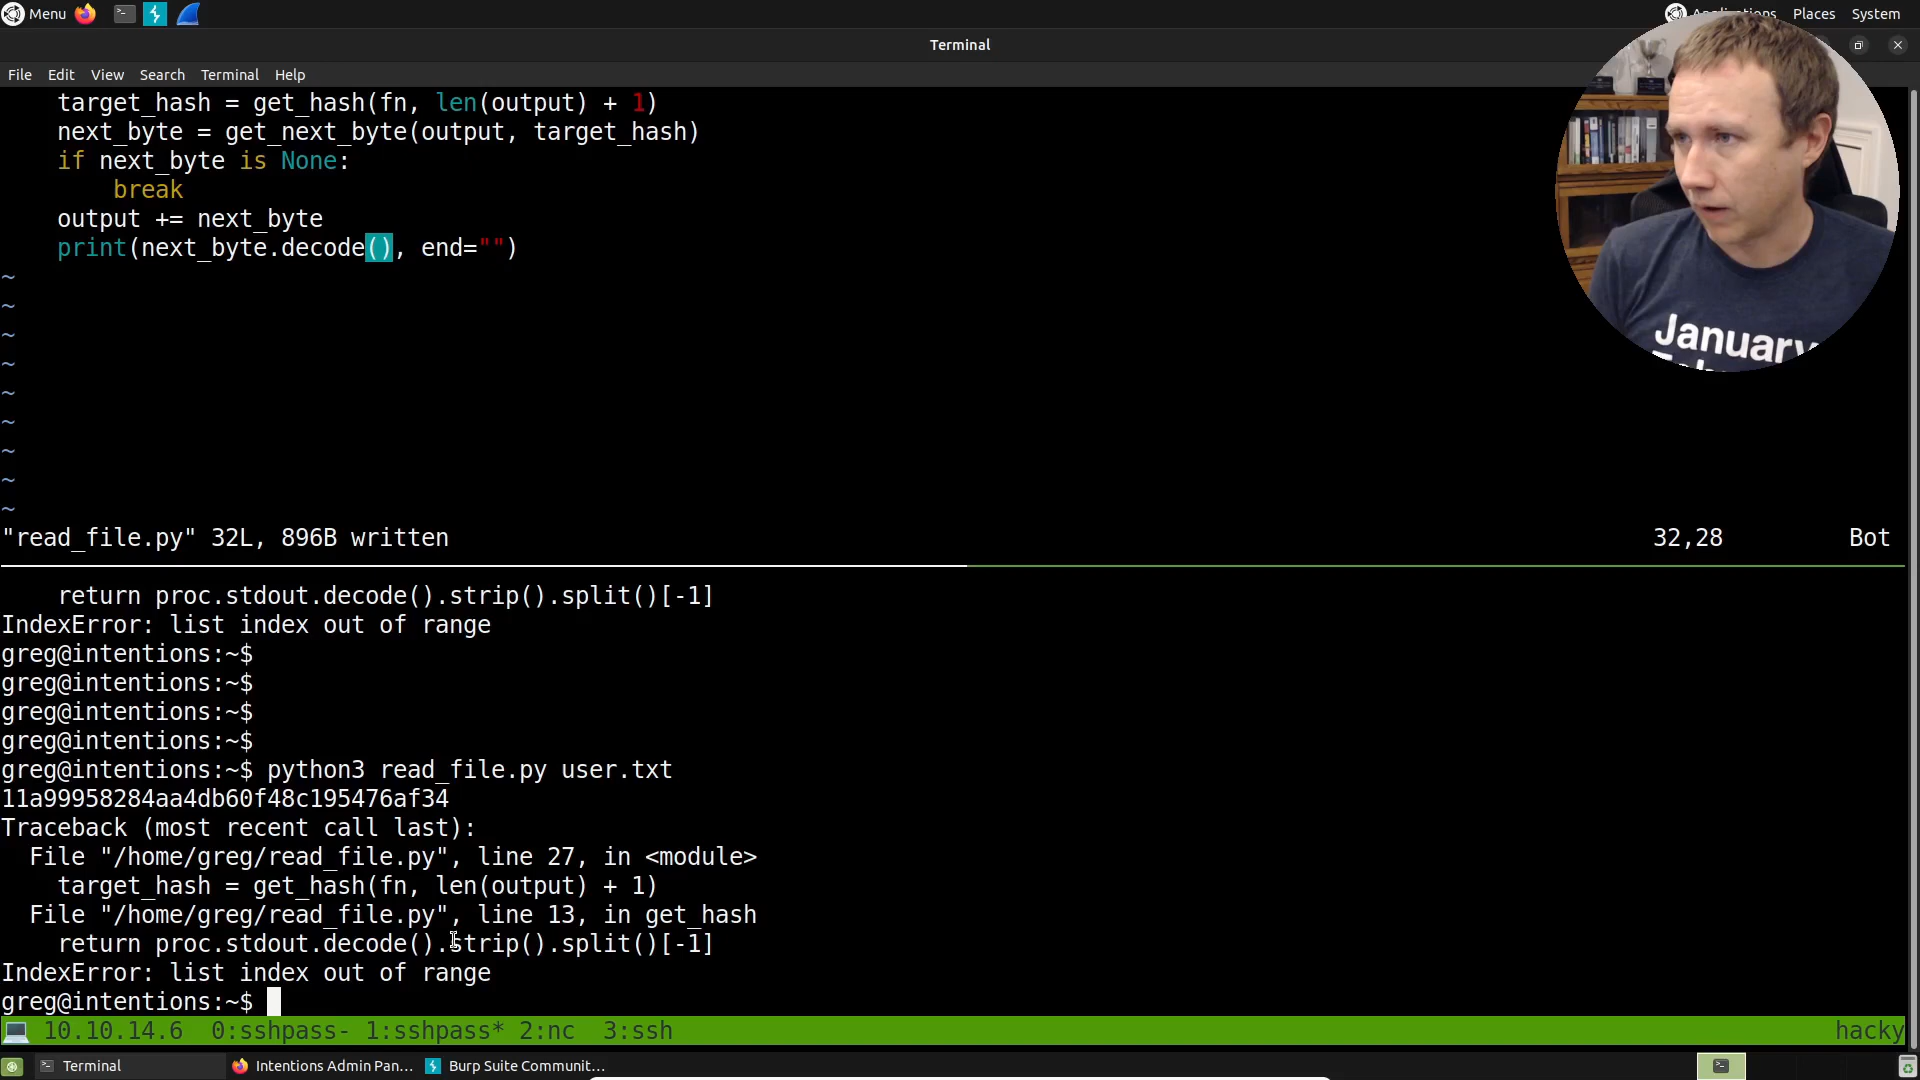 Menu
Applications Places System
Terminal
File Edit View Search Terminal Help
target_hash = get_hash(fn, len(output) + 1)
next_byte = get_next_byte(output, target_hash)
if next_byte is None:
break
output += next_byte
print(next_byte.decode(), end="")
~
~
~
~
~
~
~
~
~
"read_file.py" 32L, 896B written 32,28 Bot
return proc.stdout.decode().strip().split()[-1]
IndexError: list index out of range
greg@intentions:~$
greg@intentions:~$
greg@intentions:~$
greg@intentions:~$
greg@intentions:~$ python3 read_file.py user.txt
11a99958284aa4db60f48c195476af34
Traceback (most recent call last):
File "/home/greg/read_file.py", line 27, in <module>
target_hash = get_hash(fn, len(output) + 1)
File "/home/greg/read_file.py", line 13, in get_hash
return proc.stdout.decode().strip().split()[-1]
IndexError: list index out of range
greg@intentions:~$
10.10.14.6 0:sshpass- 1:sshpass* 2:nc 3:ssh hacky
Terminal Intentions Admin Pan... Burp Suite Communit...
January